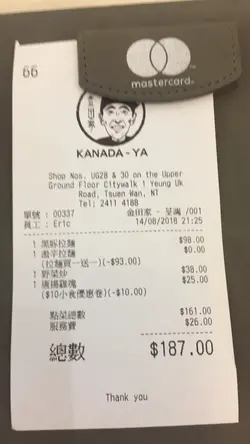 66
mastercard
金田家
KANADA-YA
Shop Nos. UG28 & 30 on the Upper
Ground Floor Citywalk 1 Yeung Uk
Road, Tsuen Wan, NT
Tel: 2411 4188
單號 : 00337 金田家 - 荃灣 /001
員工 : Eric 14/08/2018 21:25
1 黑豚拉麵 $98.00
1 激辛拉麵 $0.00
(拉麵買一送一)(-$93.00)
1 野菜炒 $38.00
1 唐揚雞塊 $25.00
($10小食優惠卷)(-$10.00)
點菜總數 $161.00
服務費 $26.00
總數 $187.00
Thank you